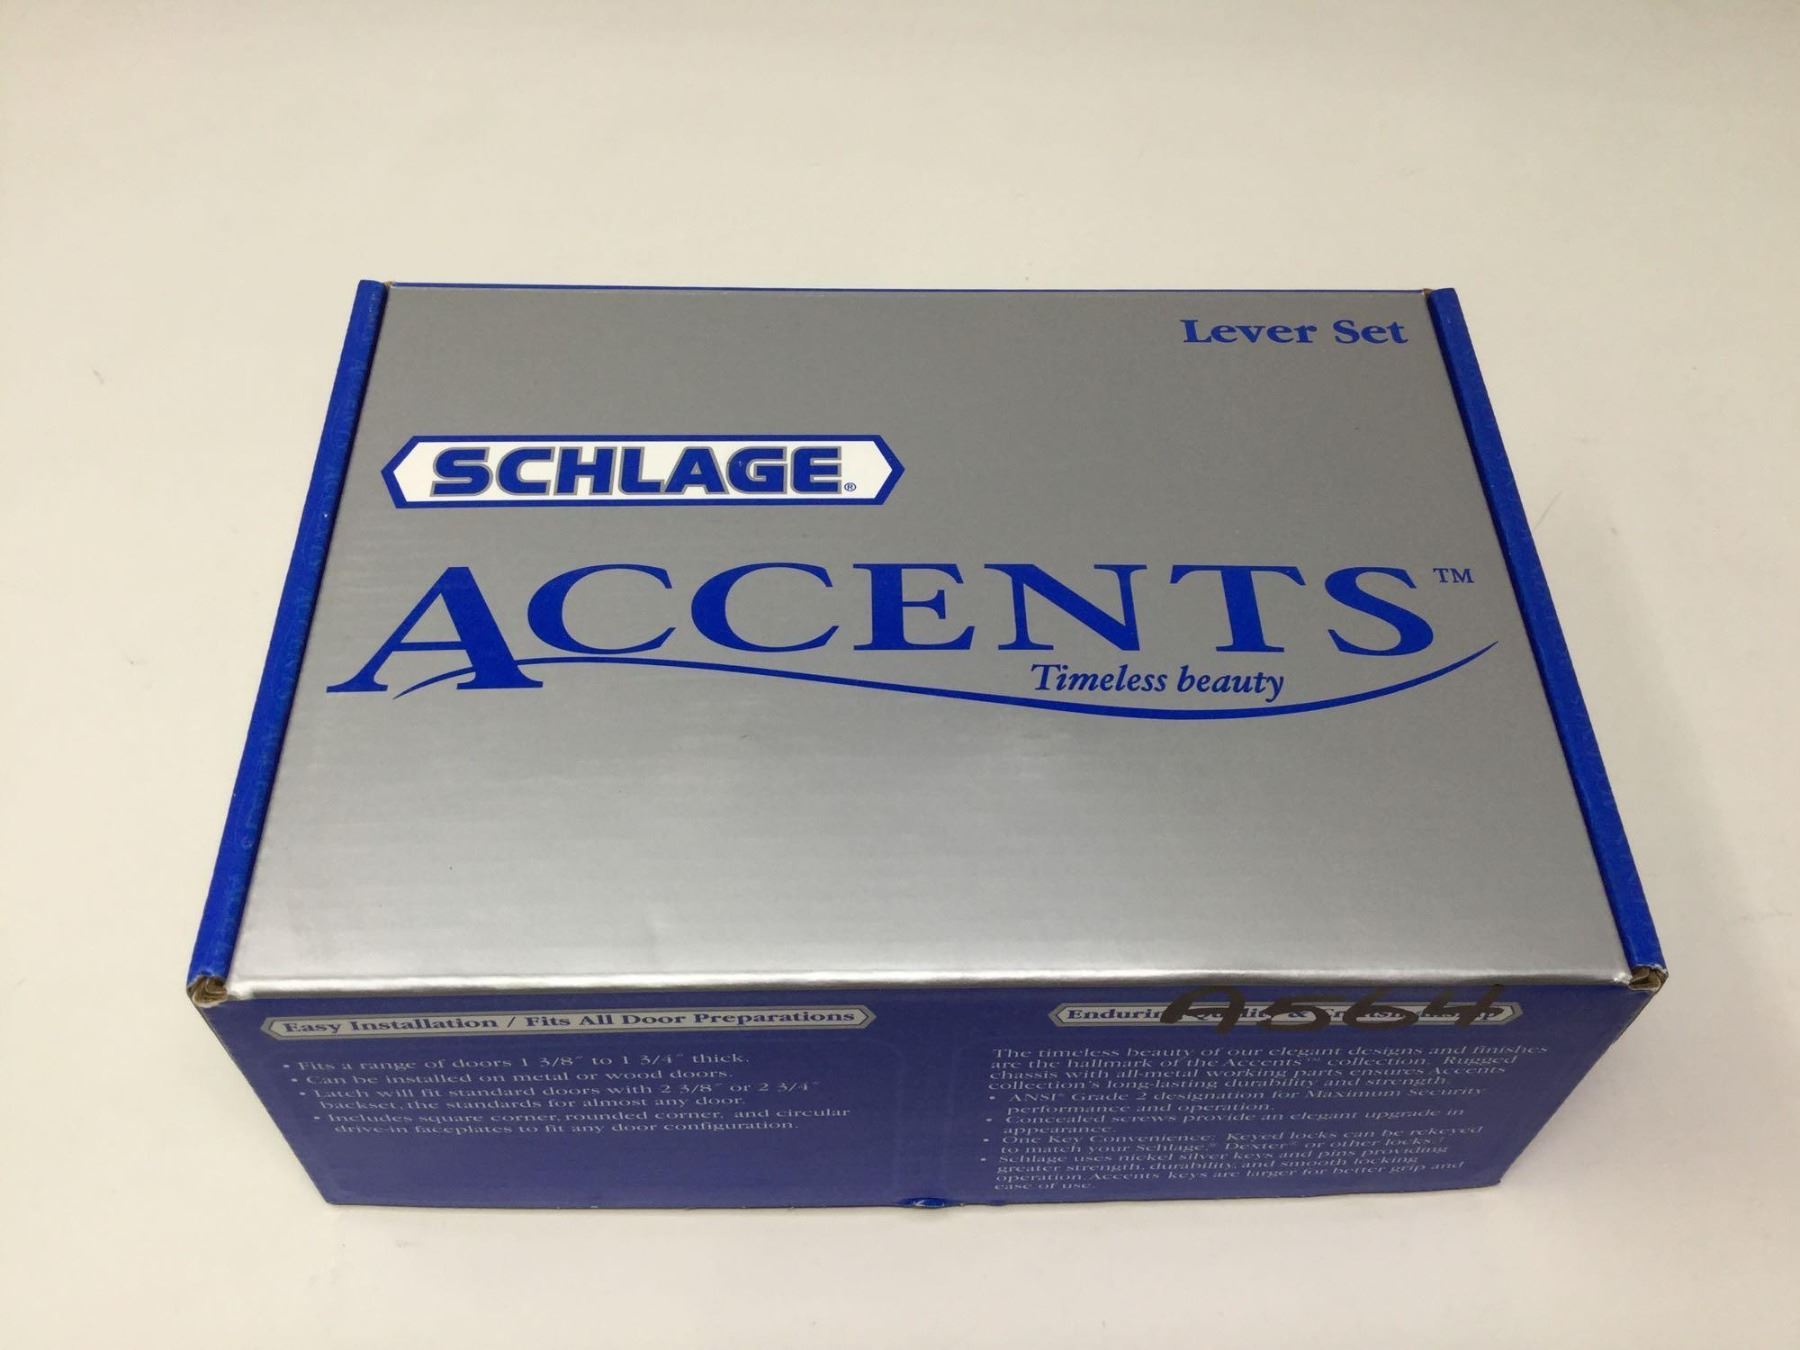 Lever Set
SCHLAGE®
ACCENTS™
Timeless beauty
Easy Installation / Fits All Door Preparations
• Fits a range of doors 1 3/8" to 1 3/4" thick.
• Can be installed on metal or wood doors.
• Latch will fit standard doors with 2 3/8" or 2 3/4"
backset, the standards for almost any door.
• Includes square corner, rounded corner, and circular
drive-in faceplates to fit any door configuration.
A564
Enduring Quality & Craftsmanship
The timeless beauty of our elegant designs and finishes
are the hallmark of the Accents™ collection. Rugged
chassis with all-metal working parts ensures Accents
collection's long-lasting durability and strength.
• ANSI® Grade 2 designation for Maximum Security
performance and operation.
• Concealed screws provide an elegant upgrade in
appearance.
• One Key Convenience: Keyed locks can be rekeyed
to match your Schlage,® Dexter® or other locks.
• Schlage uses nickel silver keys and pins providing
greater strength, durability, and smooth locking
operation. Accents keys are larger for better grip and
ease of use.